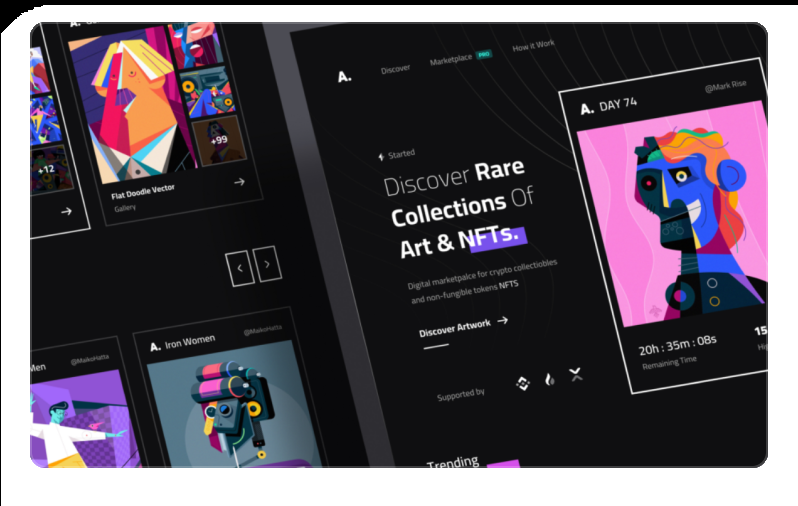 +12
+99
Flat Doodle Vector
Gallery
A. Iron Women
@MaikoHatta
Men
@MaikoHatta
A.
Discover
Marketplace PRO
How it Work
Started
Discover Rare
Collections Of
Art & NFTs.
Digital marketpalce for crypto collectiobles
and non-fungible tokens NFTS
Discover Artwork
Supported by
Trending
A. DAY 74
@Mark Rise
20h : 35m : 08s
Remaining Time
15